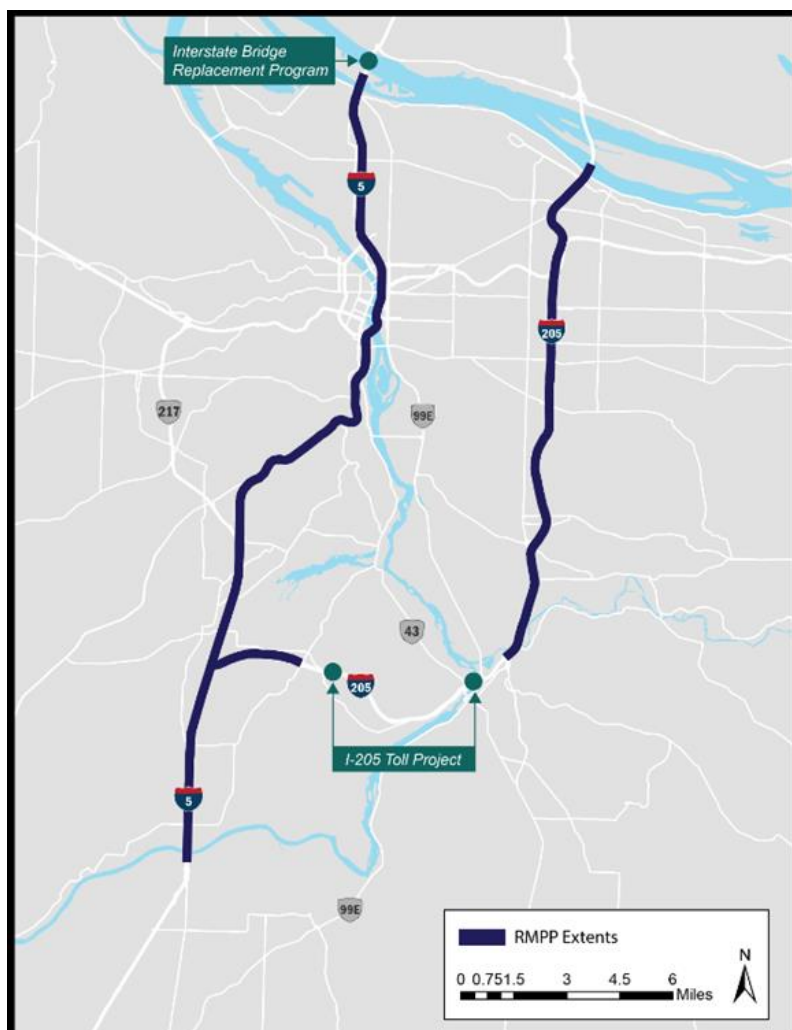 Interstate Bridge
Replacement Program
5
205
217
99E
43
205
I-205 Toll Project
5
99E
RMPP Extents
N
0 0.751.5 3 4.5 6
Miles